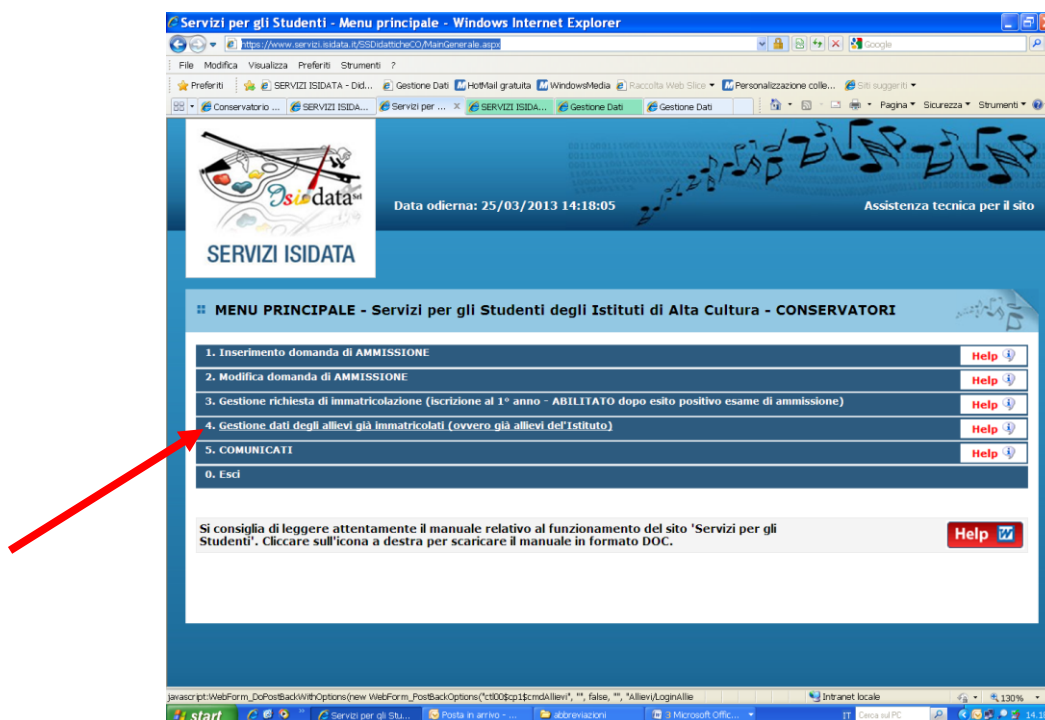 Servizi per gli Studenti - Menu principale - Windows Internet Explorer
https://www.servizi.isidata.it/SSDidatticheCO/MainGenerale.aspx
Google
File Modifica Visualizza Preferiti Strumenti ?
Preferiti SERVIZI ISIDATA - Did... Gestione Dati HotMail gratuita WindowsMedia Raccolta Web Slice Personalizzazione colle... Siti suggeriti
Conservatorio ... SERVIZI ISIDA... Servizi per ... x SERVIZI ISIDA... Gestione Dati Gestione Dati Pagina Sicurezza Strumenti
Isidata srl
SERVIZI ISIDATA
Data odierna: 25/03/2013 14:18:05
Assistenza tecnica per il sito
MENU PRINCIPALE - Servizi per gli Studenti degli Istituti di Alta Cultura - CONSERVATORI
1. Inserimento domanda di AMMISSIONE Help
2. Modifica domanda di AMMISSIONE Help
3. Gestione richiesta di immatricolazione (iscrizione al 1° anno - ABILITATO dopo esito positivo esame di ammissione) Help
4. Gestione dati degli allievi già immatricolati (ovvero già allievi del'Istituto) Help
5. COMUNICATI Help
0. Esci
Si consiglia di leggere attentamente il manuale relativo al funzionamento del sito 'Servizi per gli
Studenti'. Cliccare sull'icona a destra per scaricare il manuale in formato DOC.
Help W
javascript:WebForm_DoPostBackWithOptions(new WebForm_PostBackOptions("ctl00$cp1$cmdAllievi", "", false, "", "Allievi/LoginAllie Intranet locale 130%
start Servizi per gli Stu... Posta in arrivo - ... abbreviazioni 3 Microsoft Offic... IT Cerca sul PC